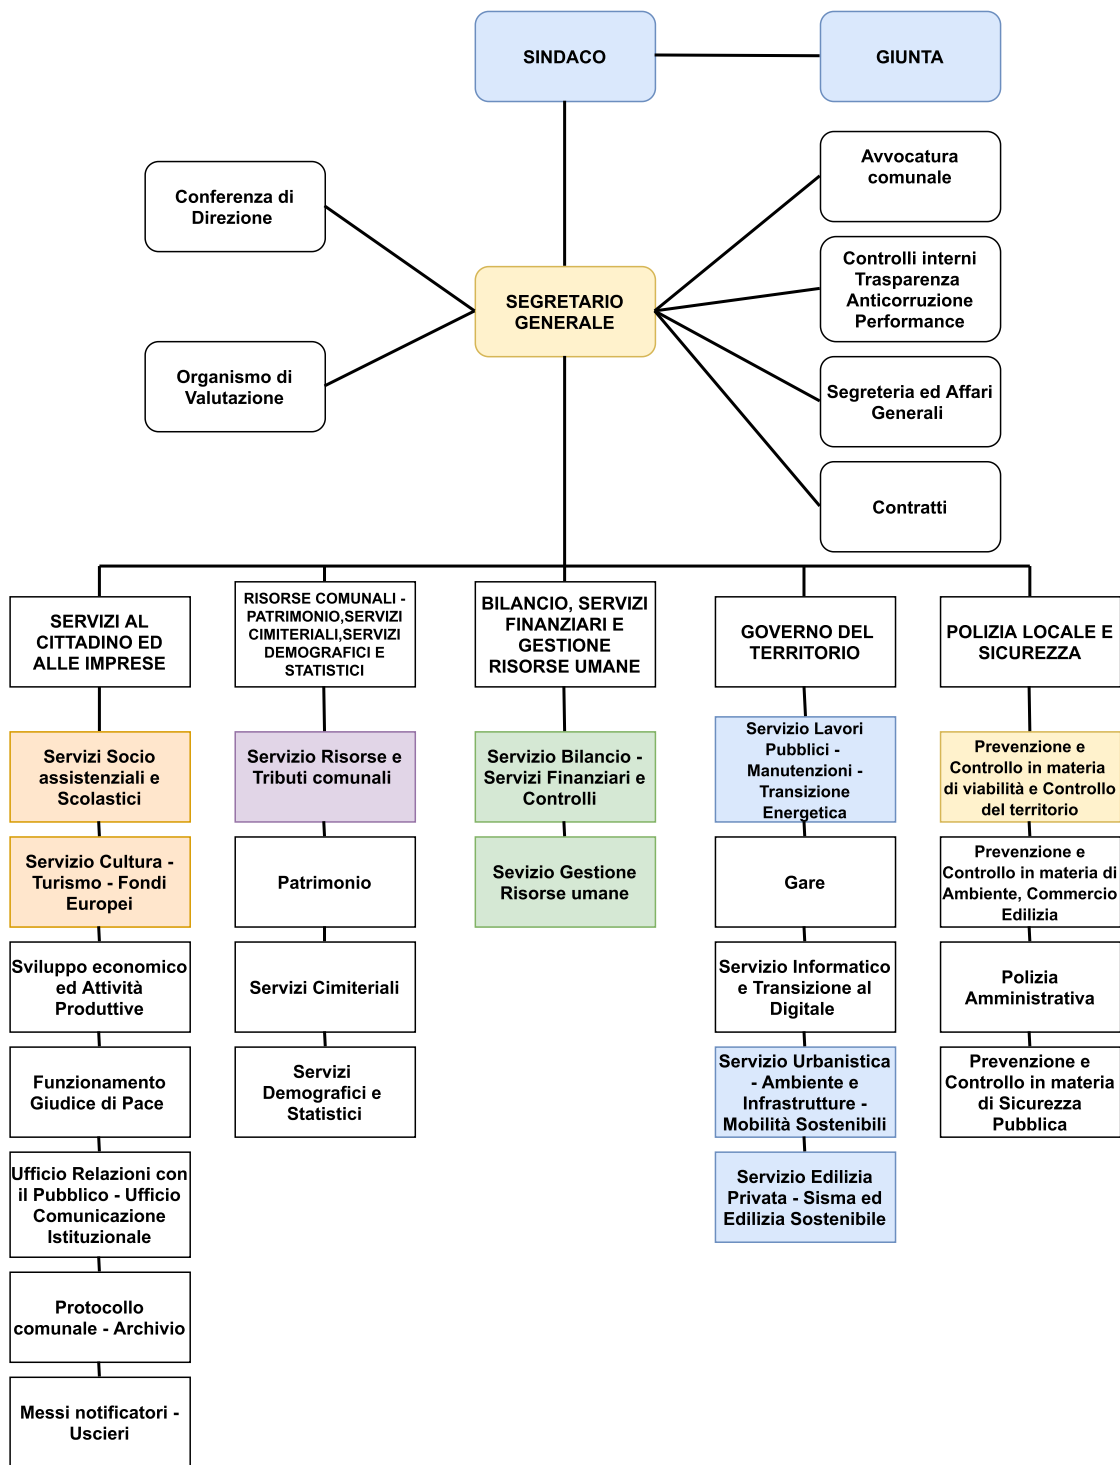 SINDACO
GIUNTA
Conferenza di
Direzione
Avvocatura
comunale
Controlli interni
Trasparenza
Anticorruzione
Performance
SEGRETARIO
GENERALE
Organismo di
Valutazione
Segreteria ed Affari
Generali
Contratti
SERVIZI AL
CITTADINO ED
ALLE IMPRESE
RISORSE COMUNALI -
PATRIMONIO,SERVIZI
CIMITERIALI,SERVIZI
DEMOGRAFICI E
STATISTICI
BILANCIO, SERVIZI
FINANZIARI E
GESTIONE
RISORSE UMANE
GOVERNO DEL
TERRITORIO
POLIZIA LOCALE E
SICUREZZA
Servizi Socio
assistenziali e
Scolastici
Servizio Cultura -
Turismo - Fondi
Europei
Sviluppo economico
ed Attività
Produttive
Funzionamento
Giudice di Pace
Ufficio Relazioni con
il Pubblico - Ufficio
Comunicazione
Istituzionale
Protocollo
comunale - Archivio
Messi notificatori -
Uscieri
Servizio Risorse e
Tributi comunali
Patrimonio
Servizi Cimiteriali
Servizi
Demografici e
Statistici
Servizio Bilancio -
Servizi Finanziari e
Controlli
Sevizio Gestione
Risorse umane
Servizio Lavori
Pubblici -
Manutenzioni -
Transizione
Energetica
Gare
Servizio Informatico
e Transizione al
Digitale
Servizio Urbanistica
- Ambiente e
Infrastrutture -
Mobilità Sostenibili
Servizio Edilizia
Privata - Sisma ed
Edilizia Sostenibile
Prevenzione e
Controllo in materia
di viabilità e Controllo
del territorio
Prevenzione e
Controllo in materia di
Ambiente, Commercio
Edilizia
Polizia
Amministrativa
Prevenzione e
Controllo in materia
di Sicurezza
Pubblica